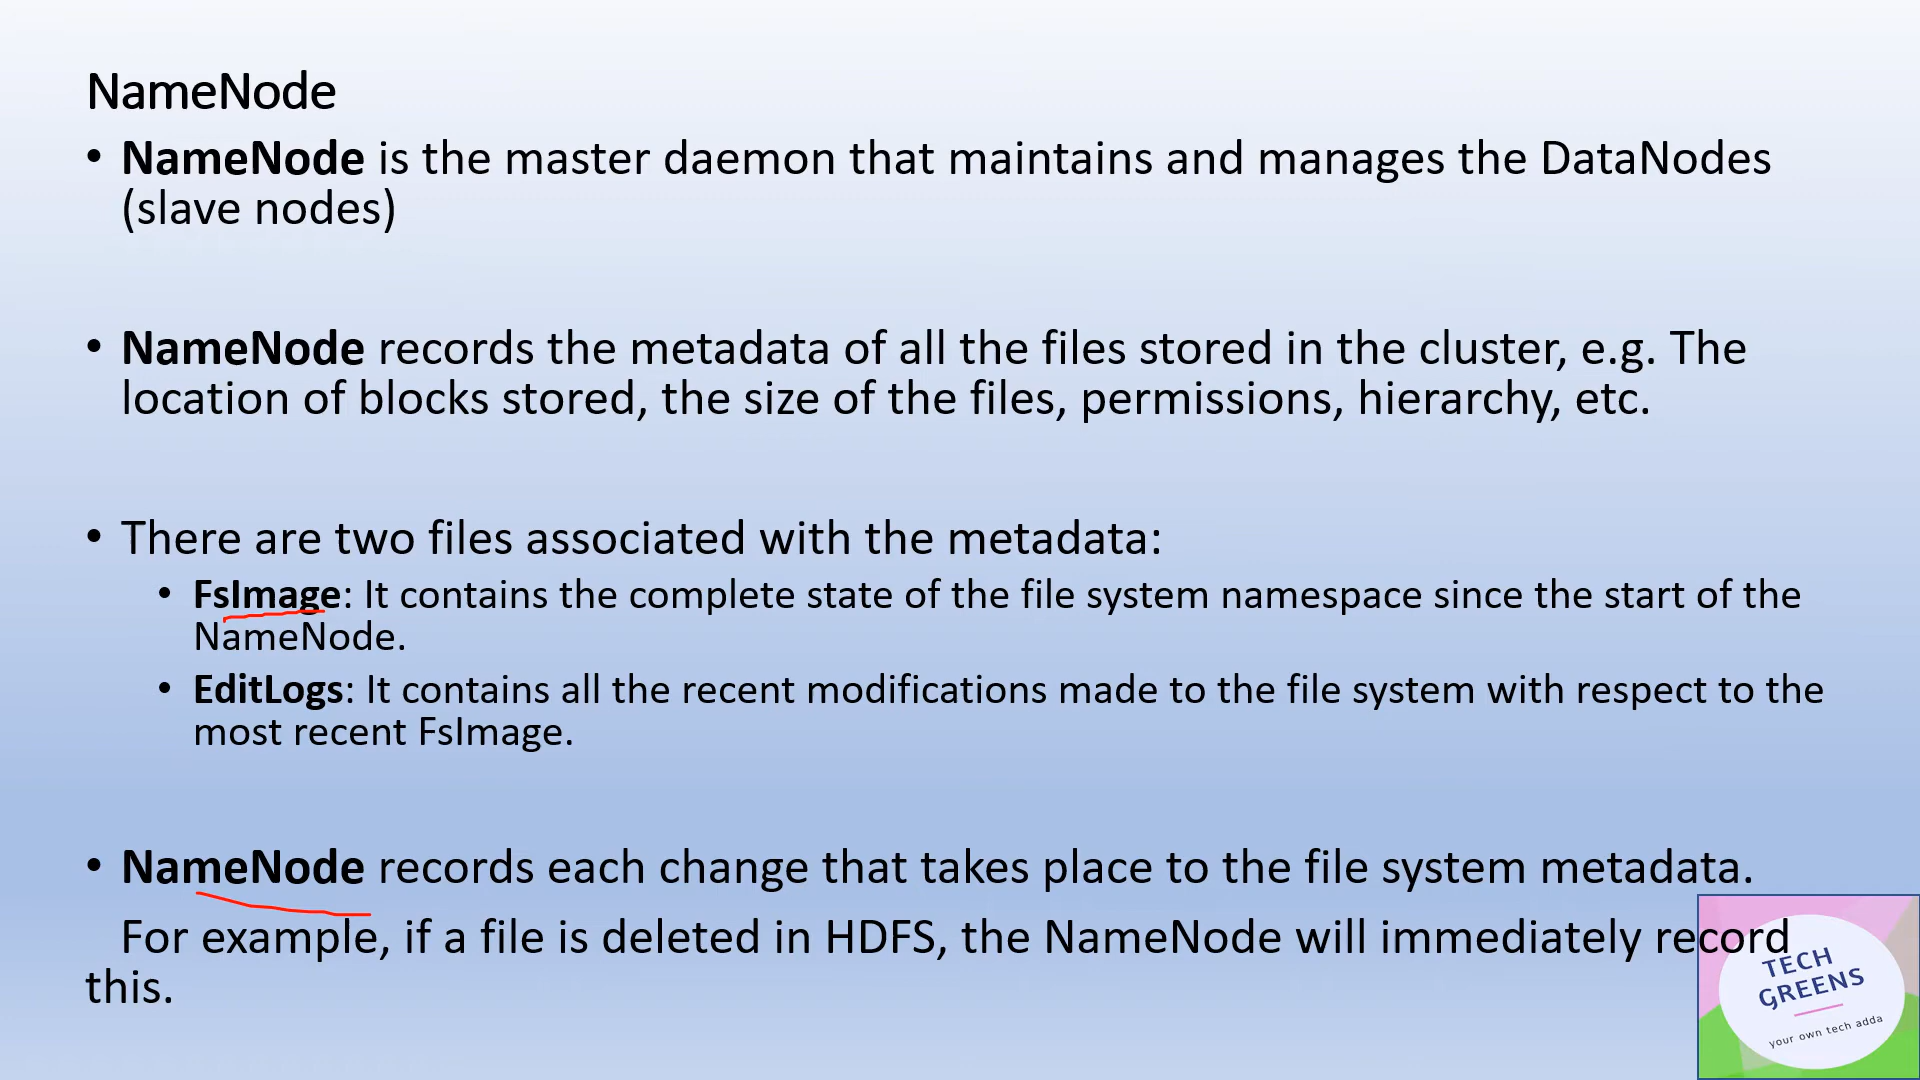 NameNode
• NameNode is the master daemon that maintains and manages the DataNodes
(slave nodes)
• NameNode records the metadata of all the files stored in the cluster, e.g. The
location of blocks stored, the size of the files, permissions, hierarchy, etc.
• There are two files associated with the metadata:
• FsImage: It contains the complete state of the file system namespace since the start of the
NameNode.
• EditLogs: It contains all the recent modifications made to the file system with respect to the
most recent FsImage.
• NameNode records each change that takes place to the file system metadata.
For example, if a file is deleted in HDFS, the NameNode will immediately record
this.
TECH
GREENS
your own tech adda